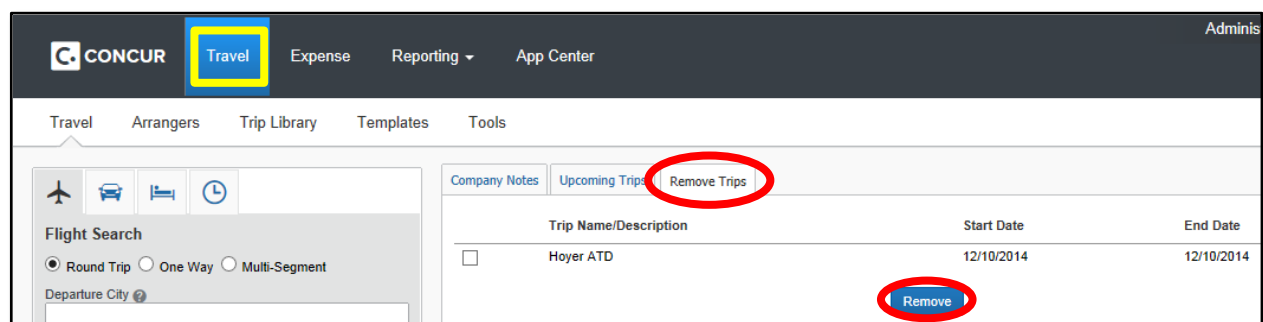 Adminis
C. CONCUR Travel Expense Reporting App Center
Travel Arrangers Trip Library Templates Tools
Company Notes Upcoming Trips Remove Trips
Trip Name/Description Start Date End Date
Flight Search
Hoyer ATD 12/10/2014 12/10/2014
Round Trip One Way Multi-Segment
Departure City ?
Remove